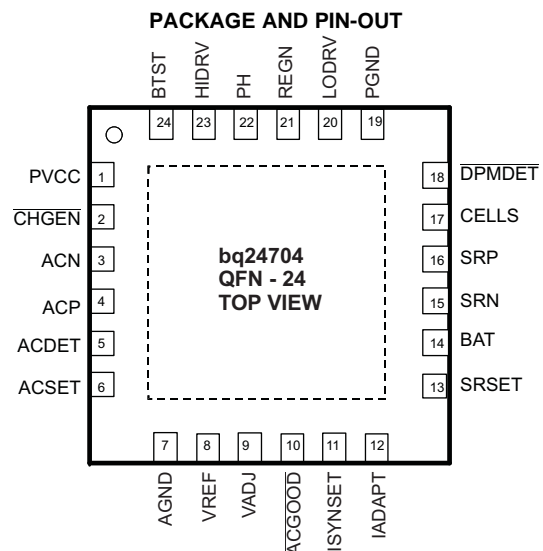 PACKAGE AND PIN-OUT
BTST
HIDRV
PH
REGN
LODRV
PGND
24
23
22
21
20
19
PVCC 1
CHGEN 2
ACN 3
ACP 4
ACDET 5
ACSET 6
bq24704
QFN - 24
TOP VIEW
18 DPMDET
17 CELLS
16 SRP
15 SRN
14 BAT
13 SRSET
7
8
9
10
11
12
AGND
VREF
VADJ
ACGOOD
ISYNSET
IADAPT